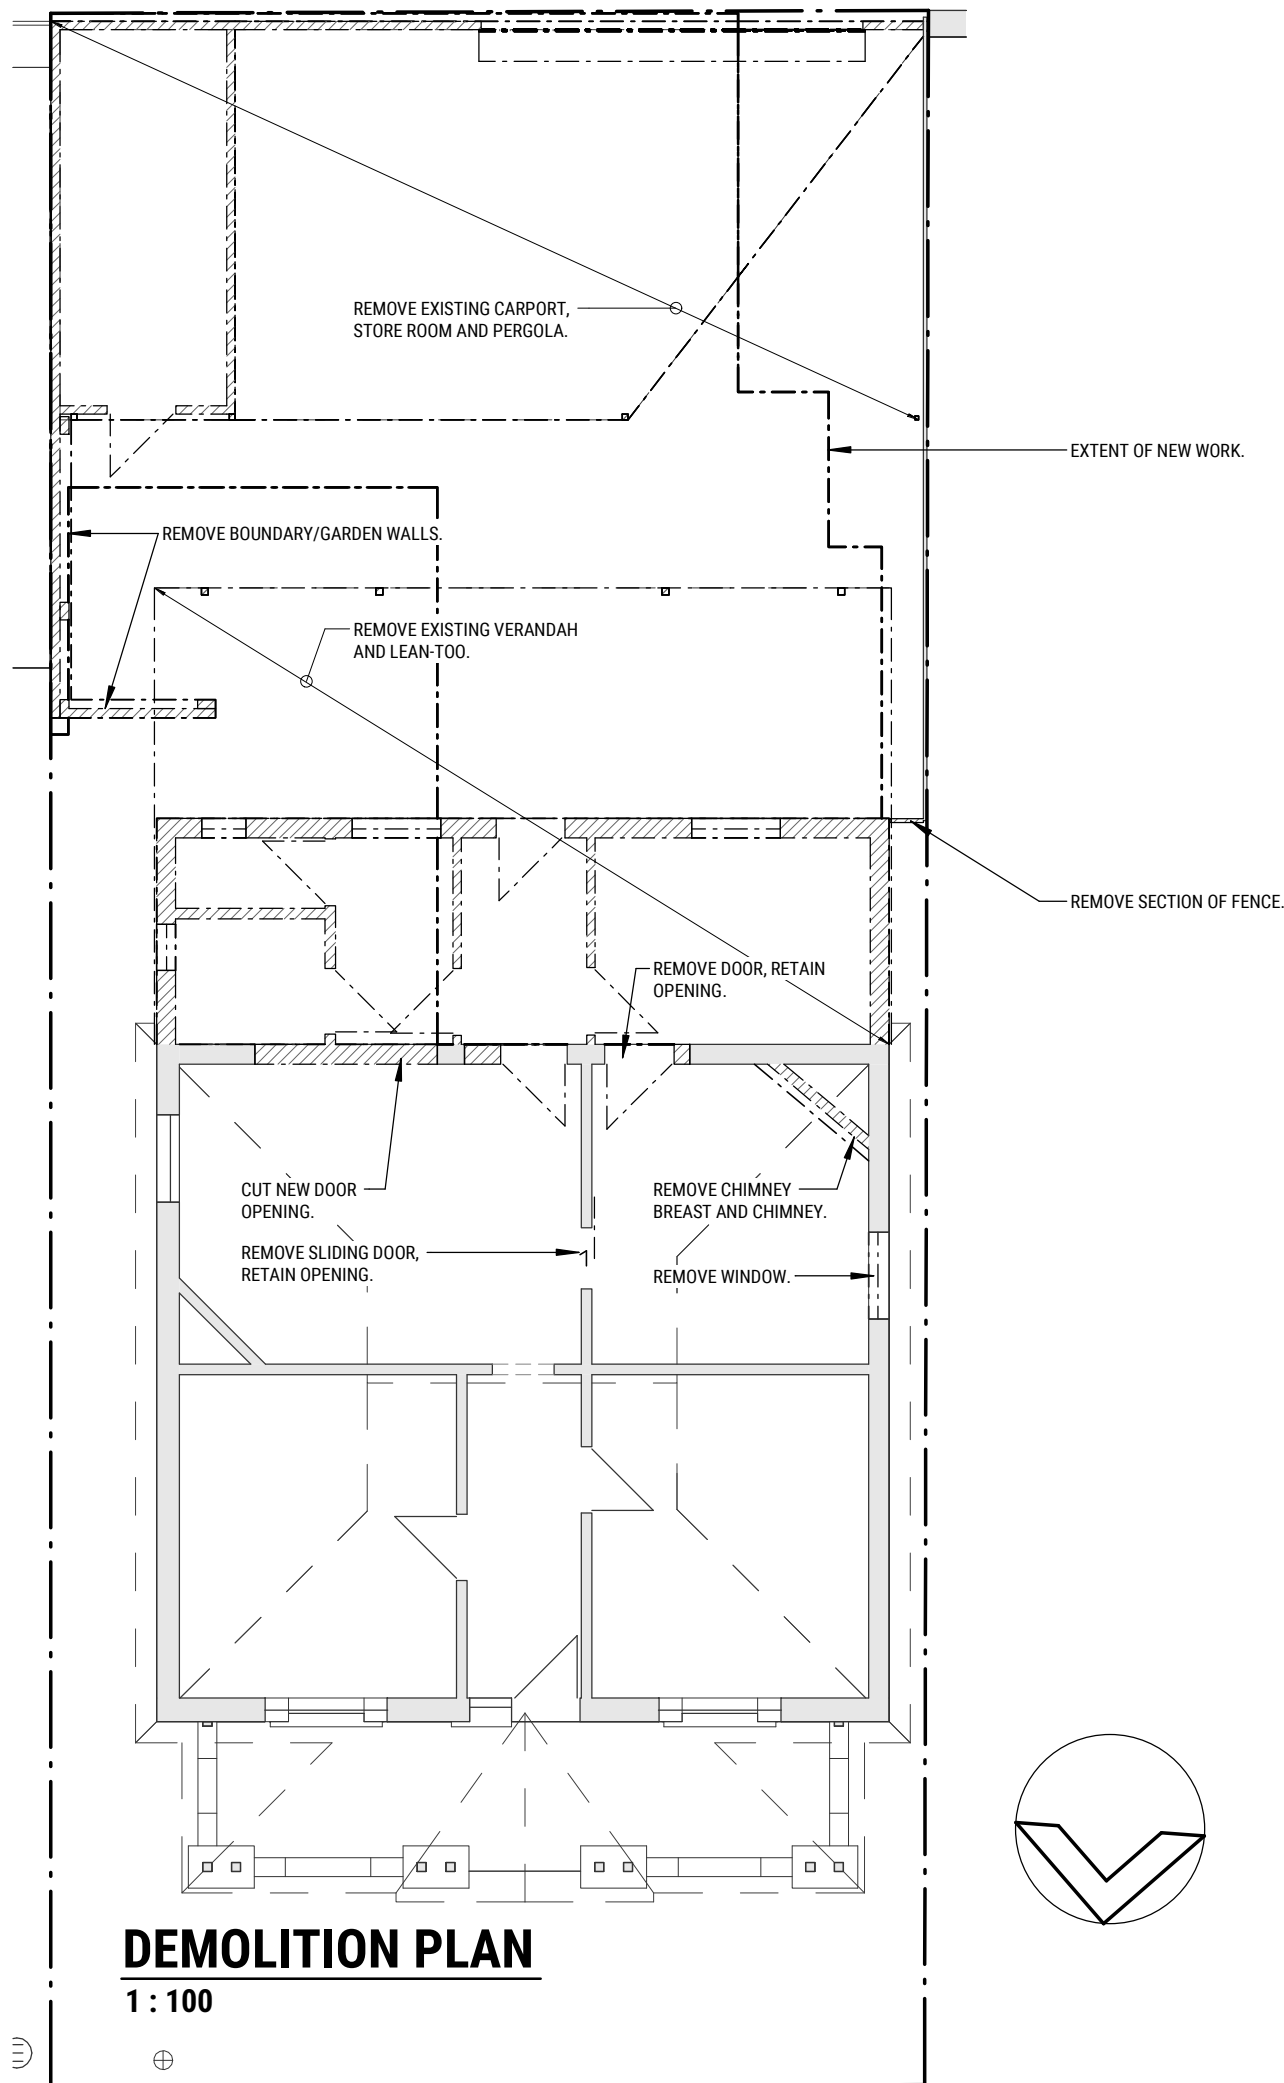 REMOVE EXISTING CARPORT,
STORE ROOM AND PERGOLA.
EXTENT OF NEW WORK.
REMOVE BOUNDARY/GARDEN WALLS.
REMOVE EXISTING VERANDAH
AND LEAN-TOO.
REMOVE SECTION OF FENCE.
REMOVE DOOR, RETAIN
OPENING.
CUT NEW DOOR
OPENING.
REMOVE CHIMNEY
BREAST AND CHIMNEY.
REMOVE SLIDING DOOR,
RETAIN OPENING.
REMOVE WINDOW.
DEMOLITION PLAN
1 : 100